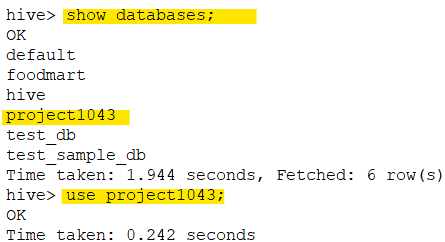 hive> show databases;
OK
default
foodmart
hive
project1043
test_db
test_sample_db
Time taken: 1.944 seconds, Fetched: 6 row(s)
hive> use project1043;
OK
Time taken: 0.242 seconds